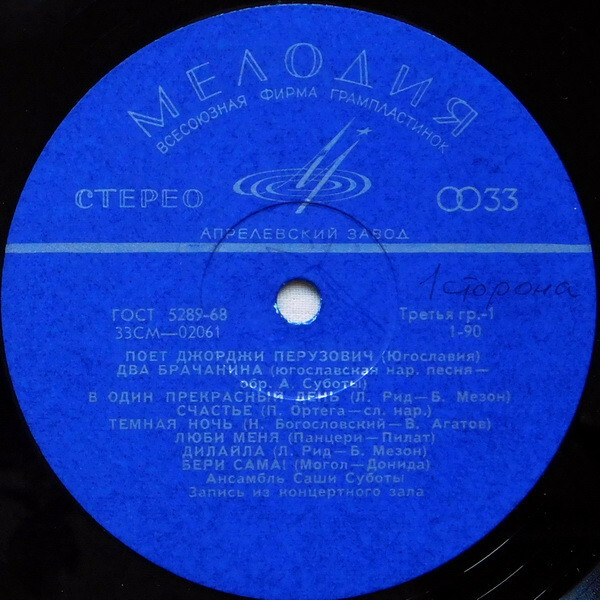 МЕЛОДИЯ
ВСЕСОЮЗНАЯ ФИРМА ГРАМПЛАСТИНОК
СТЕРЕО 33
АПРЕЛЕВСКИЙ ЗАВОД
1 сторона
ГОСТ 5289-68 Третья гр.-1
33СМ—02061 1-90
ПОЕТ ДЖОРДЖИ ПЕРУЗОВИЧ (Югославия)
ДВА БРАЧАНИНА (югославская нар. песня—
обр. А. Суботы)
В ОДИН ПРЕКРАСНЫЙ ДЕНЬ (Л. Рид—Б. Мезон)
СЧАСТЬЕ (П. Ортега—сл. нар.)
ТЕМНАЯ НОЧЬ (Н. Богословский—В. Агатов)
ЛЮБИ МЕНЯ (Панцери—Пилат)
ДИЛАЙЛА (Л. Рид—Б. Мезон)
БЕРИ САМА! (Могол—Донида)
Ансамбль Саши Суботы
Запись из концертного зала